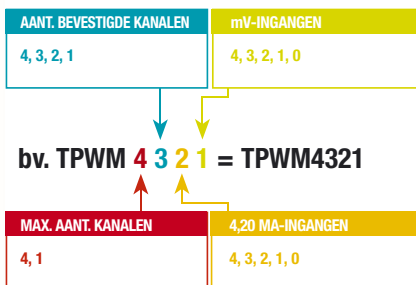 AANT. BEVESTIGDE KANALEN
4, 3, 2, 1
mV-INGANGEN
4, 3, 2, 1, 0
bv. TPWM 4 3 2 1 = TPWM4321
MAX. AANT. KANALEN
4, 1
4,20 MA-INGANGEN
4, 3, 2, 1, 0